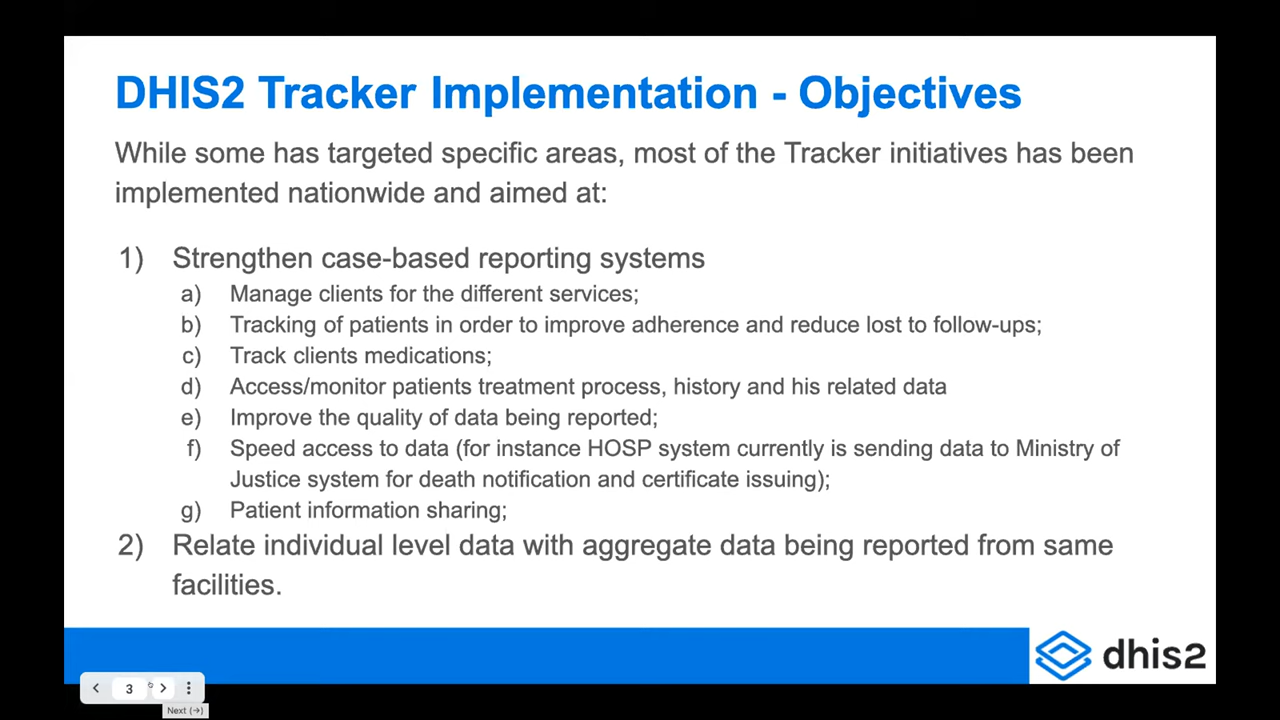 DHIS2 Tracker Implementation - Objectives
While some has targeted specific areas, most of the Tracker initiatives has been
implemented nationwide and aimed at:
1) Strengthen case-based reporting systems
a) Manage clients for the different services;
b) Tracking of patients in order to improve adherence and reduce lost to follow-ups;
c) Track clients medications;
d) Access/monitor patients treatment process, history and his related data
e) Improve the quality of data being reported;
f) Speed access to data (for instance HOSP system currently is sending data to Ministry of
Justice system for death notification and certificate issuing);
g) Patient information sharing;
2) Relate individual level data with aggregate data being reported from same
facilities.
dhis2
3
Next (→)